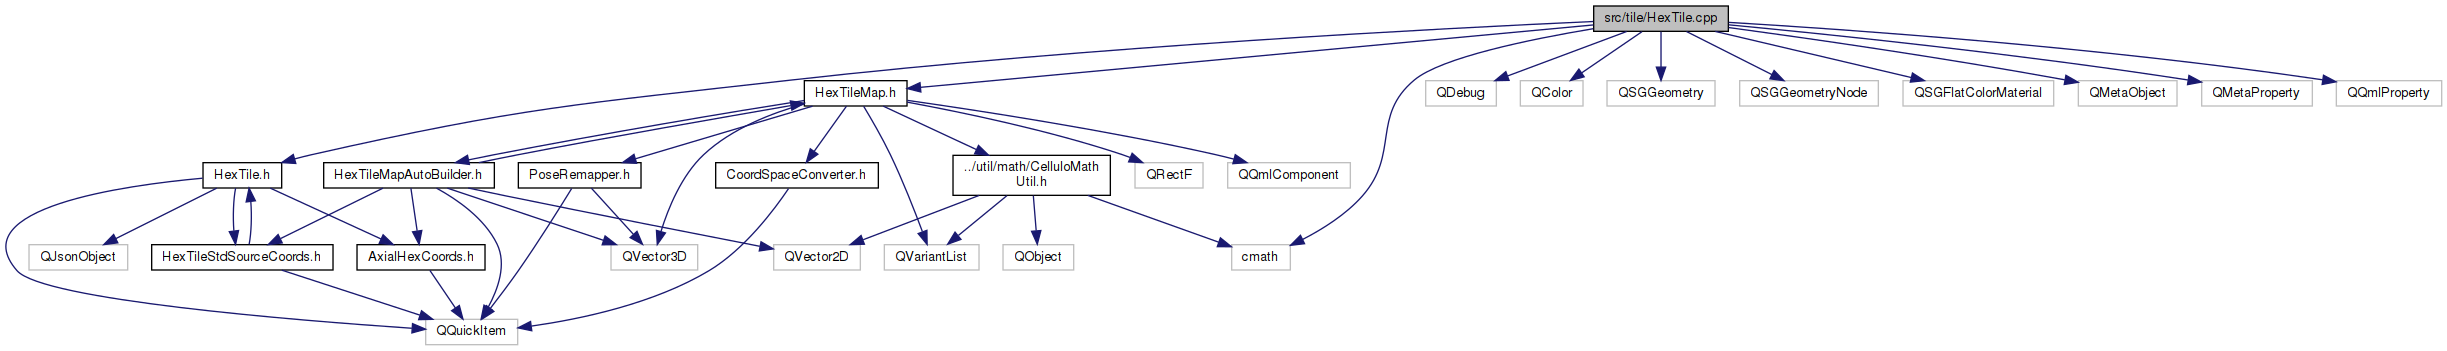 src/tile/HexTile.cpp
HexTileMap.h
QDebug
QColor
QSGGeometry
QSGGeometryNode
QSGFlatColorMaterial
QMetaObject
QMetaProperty
QQmlProperty
HexTile.h
HexTileMapAutoBuilder.h
PoseRemapper.h
CoordSpaceConverter.h
../util/math/CelluloMath
Util.h
QRectF
QQmlComponent
QJsonObject
HexTileStdSourceCoords.h
AxialHexCoords.h
QVector3D
QVector2D
QVariantList
QObject
cmath
QQuickItem